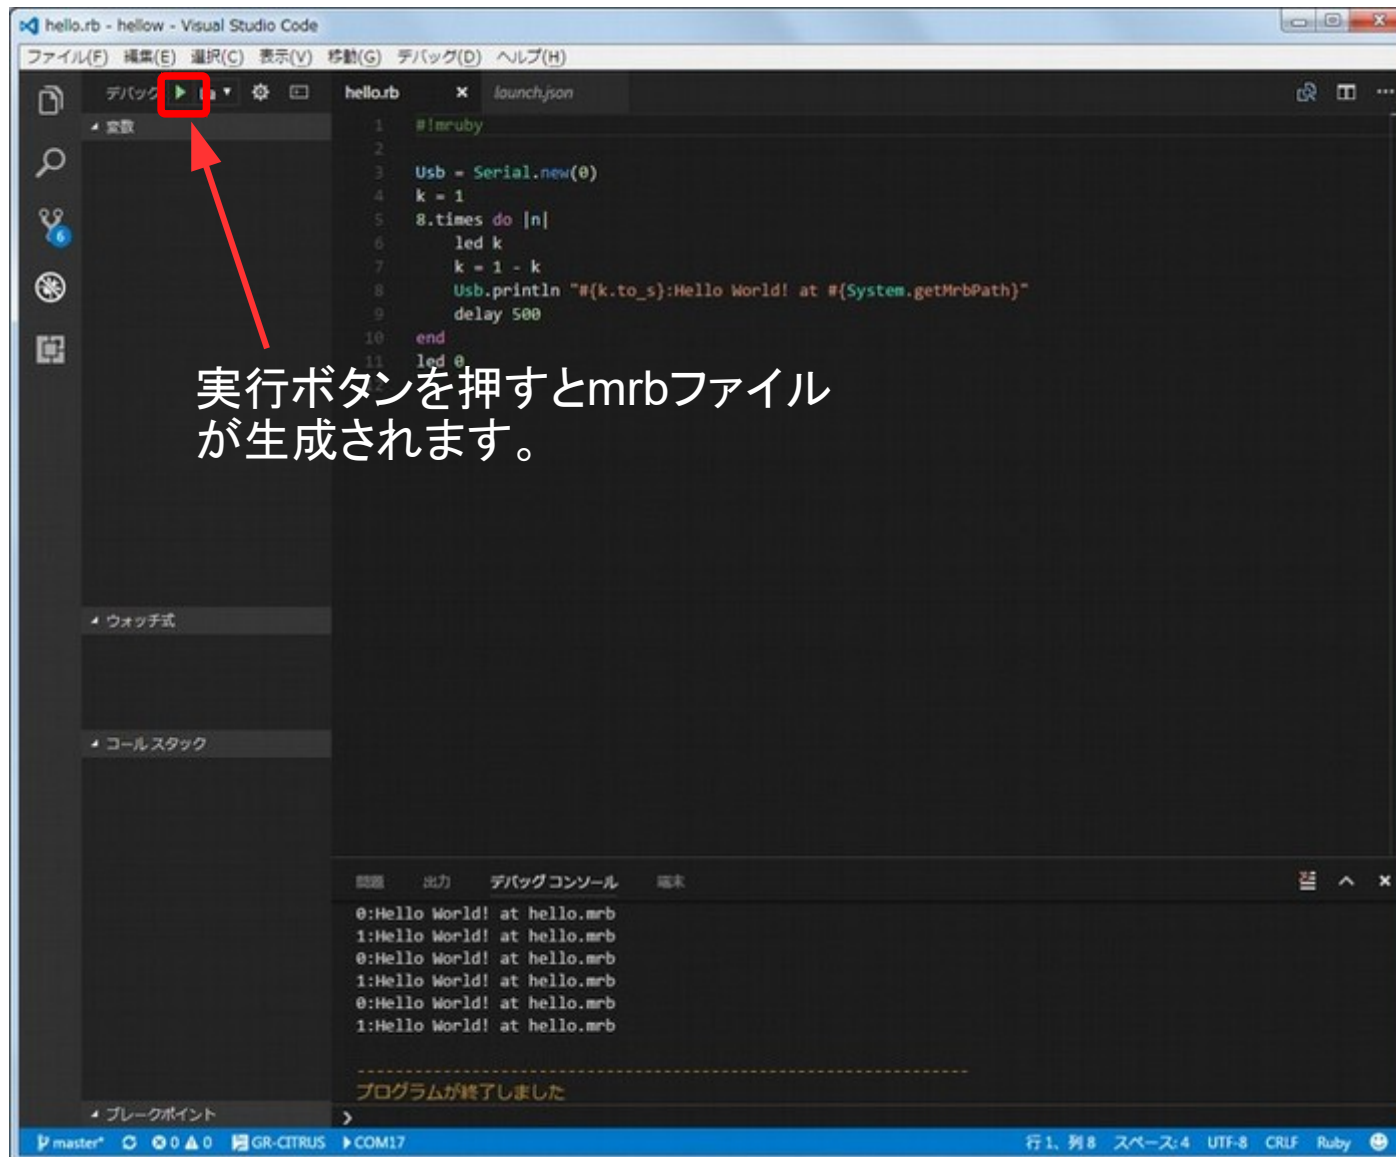 hello.rb - hellow - Visual Studio Code
ファイル(F) 編集(E) 選択(C) 表示(V) 移動(G) デバッグ(D) ヘルプ(H)
デバッグ
hello.rb × launch.json
変数
1 #!mruby
2
3 Usb = Serial.new(0)
4 k = 1
5 8.times do |n|
6 led k
7 k = 1 - k
8 Usb.println "#{k.to_s}:Hello World! at #{System.getMrbPath}"
9 delay 500
10 end
11 led 0
実行ボタンを押すとmrbファイル
が生成されます。
ウォッチ式
コール スタック
問題 出力 デバッグ コンソール 端末
0:Hello World! at hello.mrb
1:Hello World! at hello.mrb
0:Hello World! at hello.mrb
1:Hello World! at hello.mrb
0:Hello World! at hello.mrb
1:Hello World! at hello.mrb
------------------------------------------------------------
プログラムが終了しました
ブレークポイント
master* 0 0 GR-CITRUS COM17 行 1、列 8 スペース: 4 UTF-8 CRLF Ruby
6